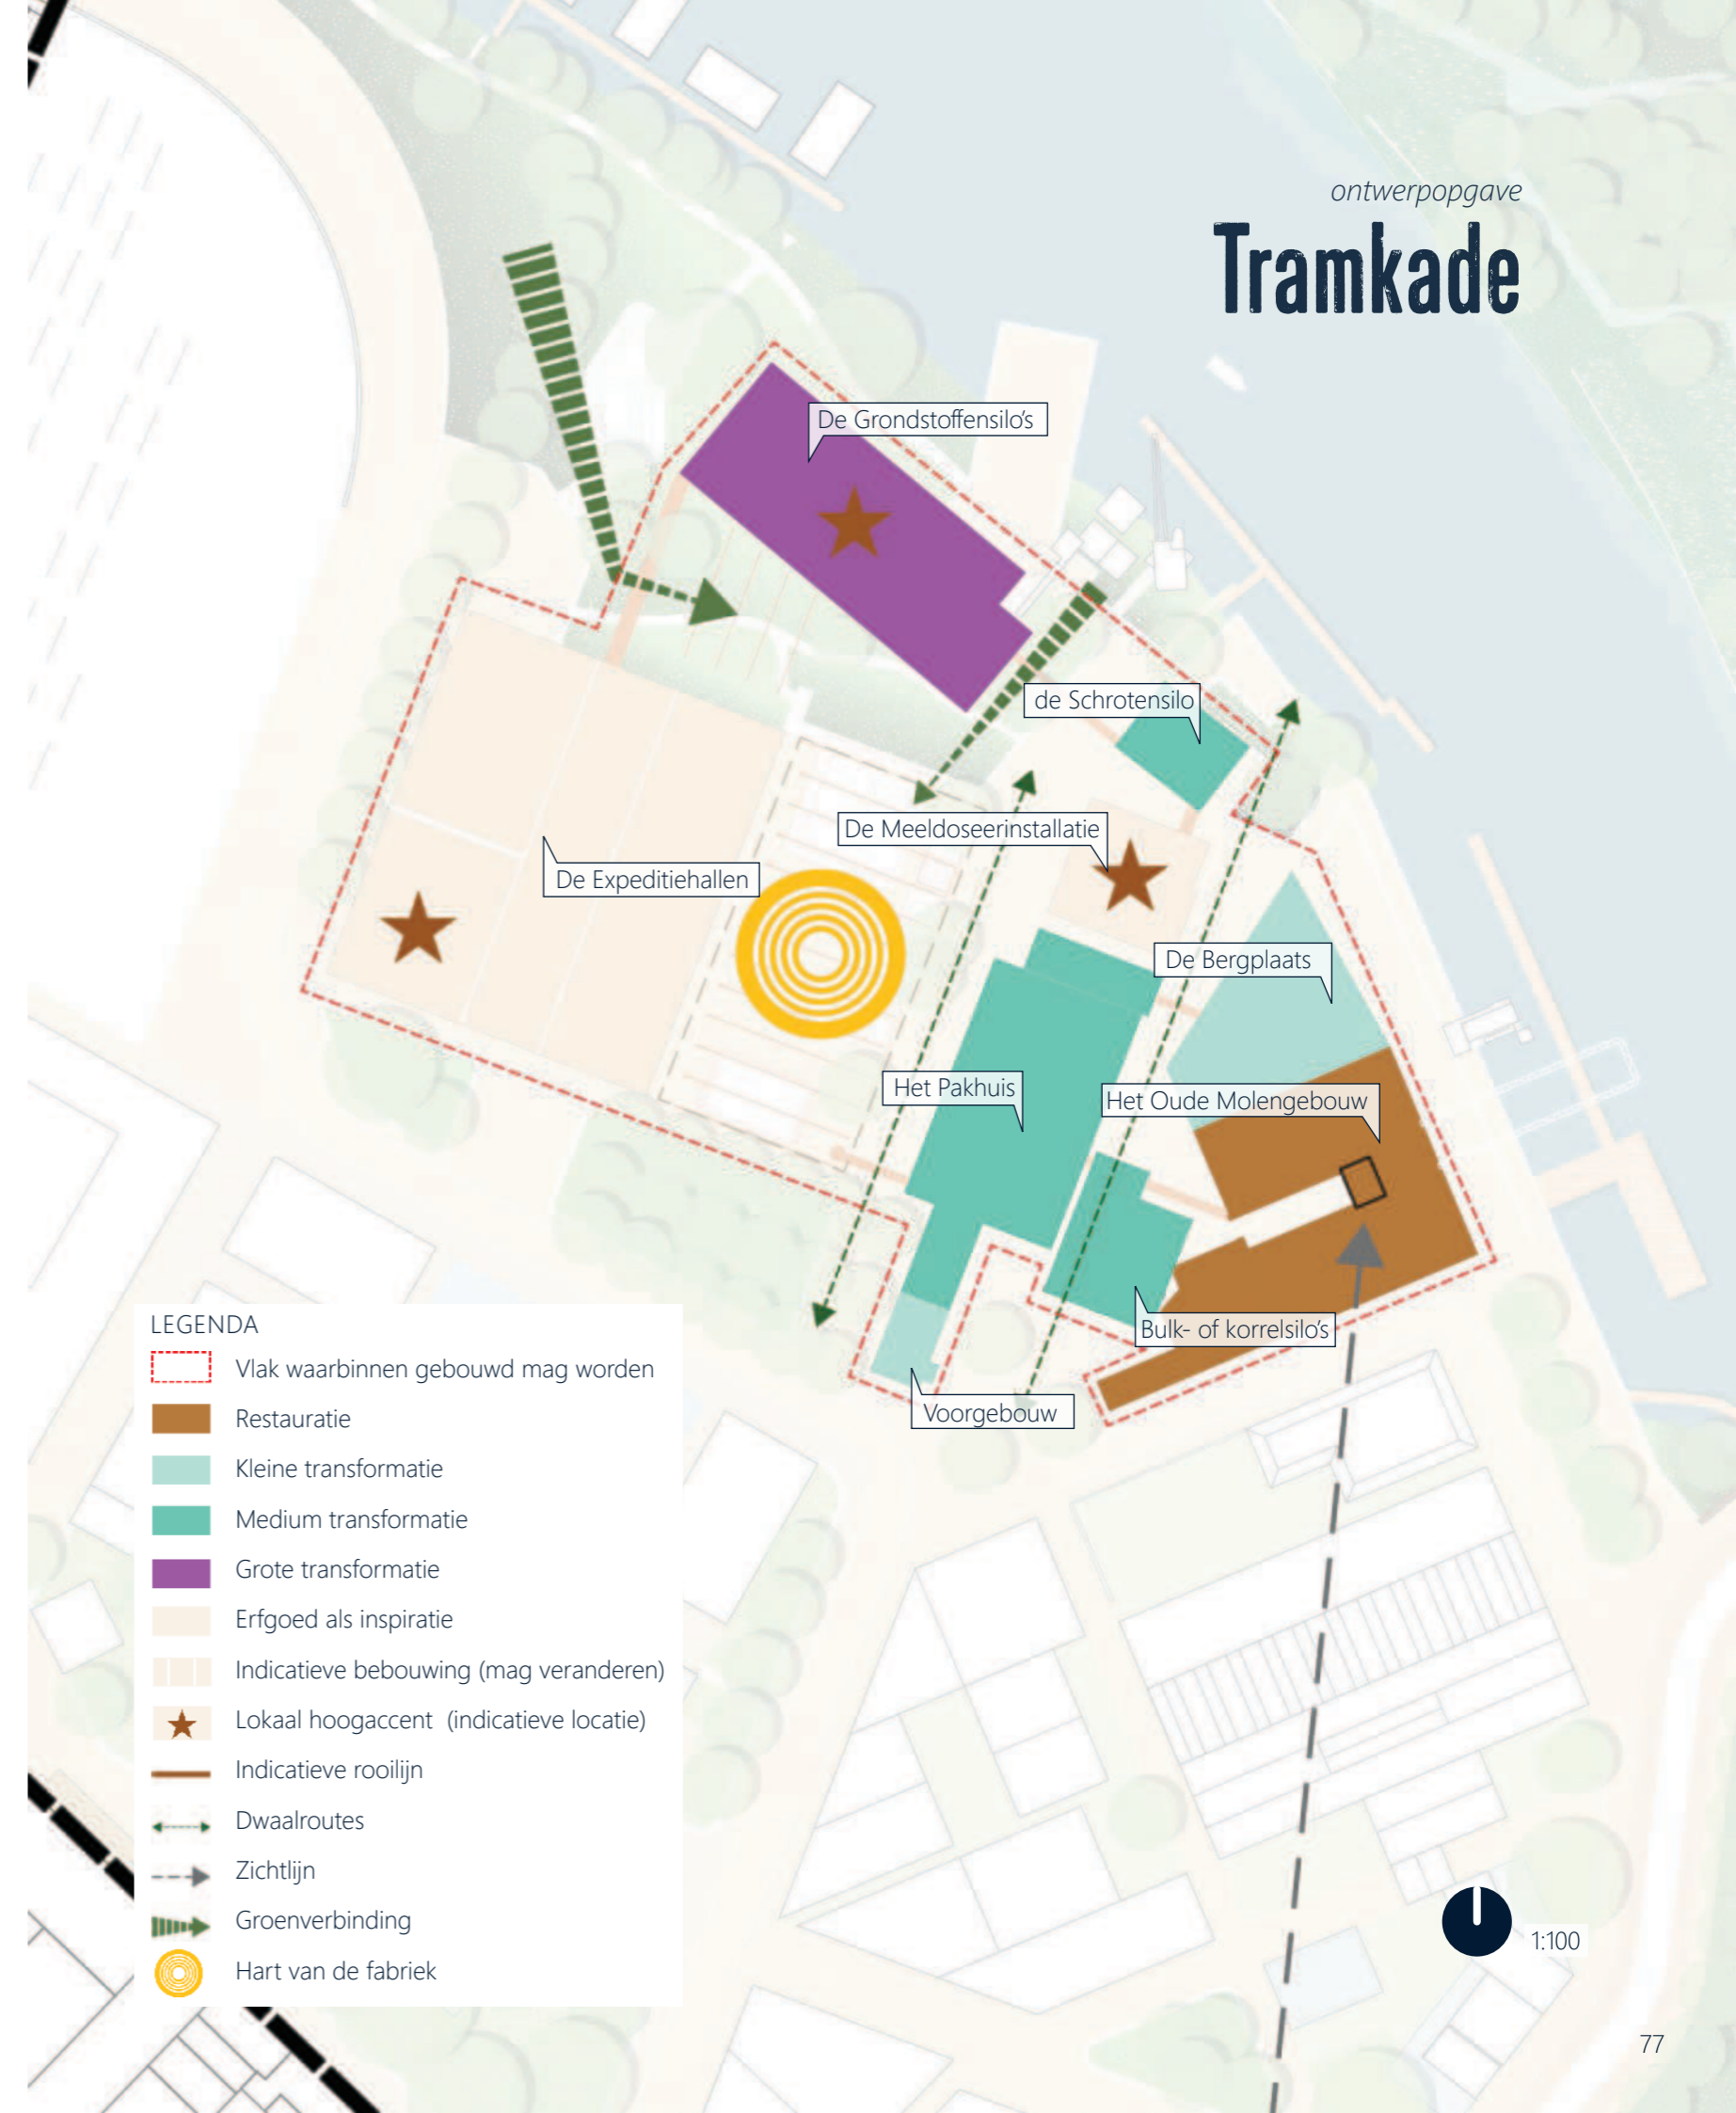 ontwerpopgave
Tramkade
De Grondstoffensilo's
de Schrotensilo
De Meeldoseerinstallatie
De Expeditiehallen
De Bergplaats
Het Pakhuis
Het Oude Molengebouw
Bulk- of korrelsilo's
Voorgebouw
LEGENDA
Vlak waarbinnen gebouwd mag worden
Restauratie
Kleine transformatie
Medium transformatie
Grote transformatie
Erfgoed als inspiratie
Indicatieve bebouwing (mag veranderen)
Lokaal hoogaccent (indicatieve locatie)
Indicatieve rooilijn
Dwaalroutes
Zichtlijn
Groenverbinding
Hart van de fabriek
1:100
77